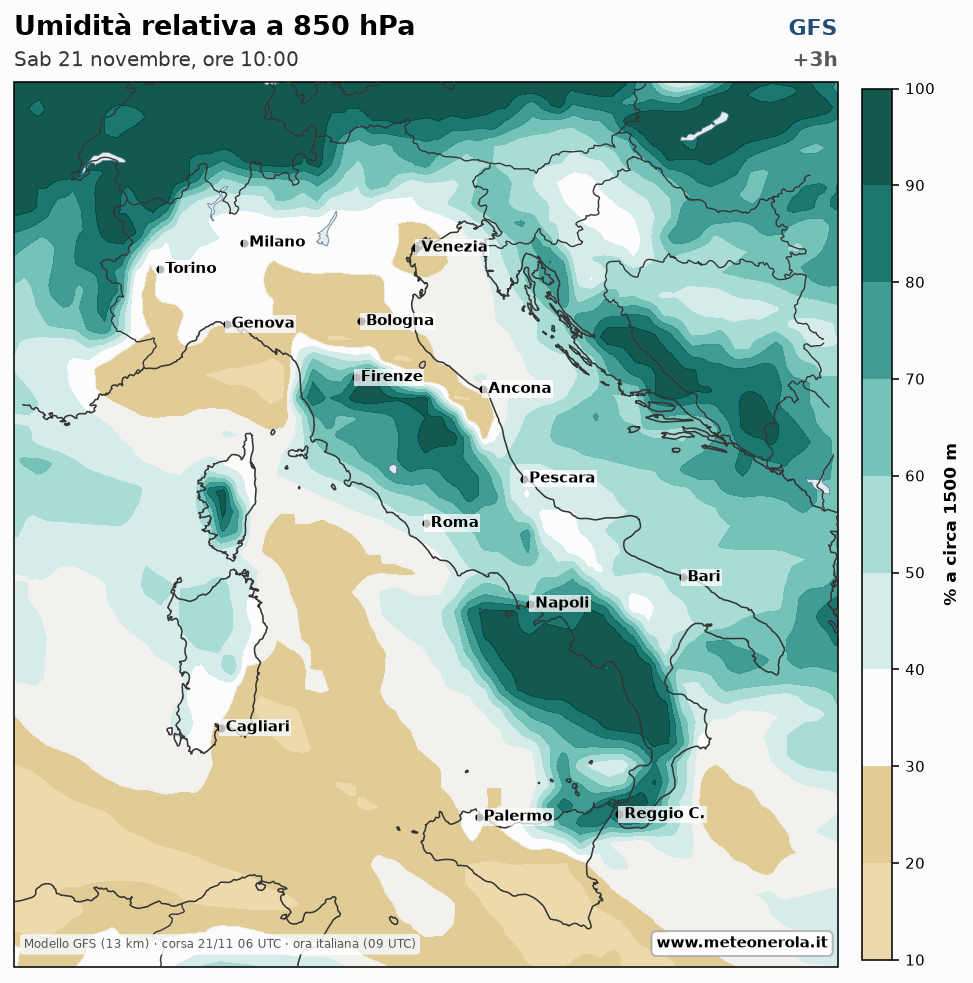 Umidità relativa a 850 hPa
GFS
Sab 21 novembre, ore 10:00
+3h
Milano
Venezia
Torino
Genova
Bologna
Firenze
Ancona
Pescara
Roma
Bari
Napoli
Cagliari
Palermo
Reggio C.
Modello GFS (13 km) · corsa 21/11 06 UTC · ora italiana (09 UTC)
www.meteonerola.it
100
90
80
70
60
50
40
30
20
10
% a circa 1500 m